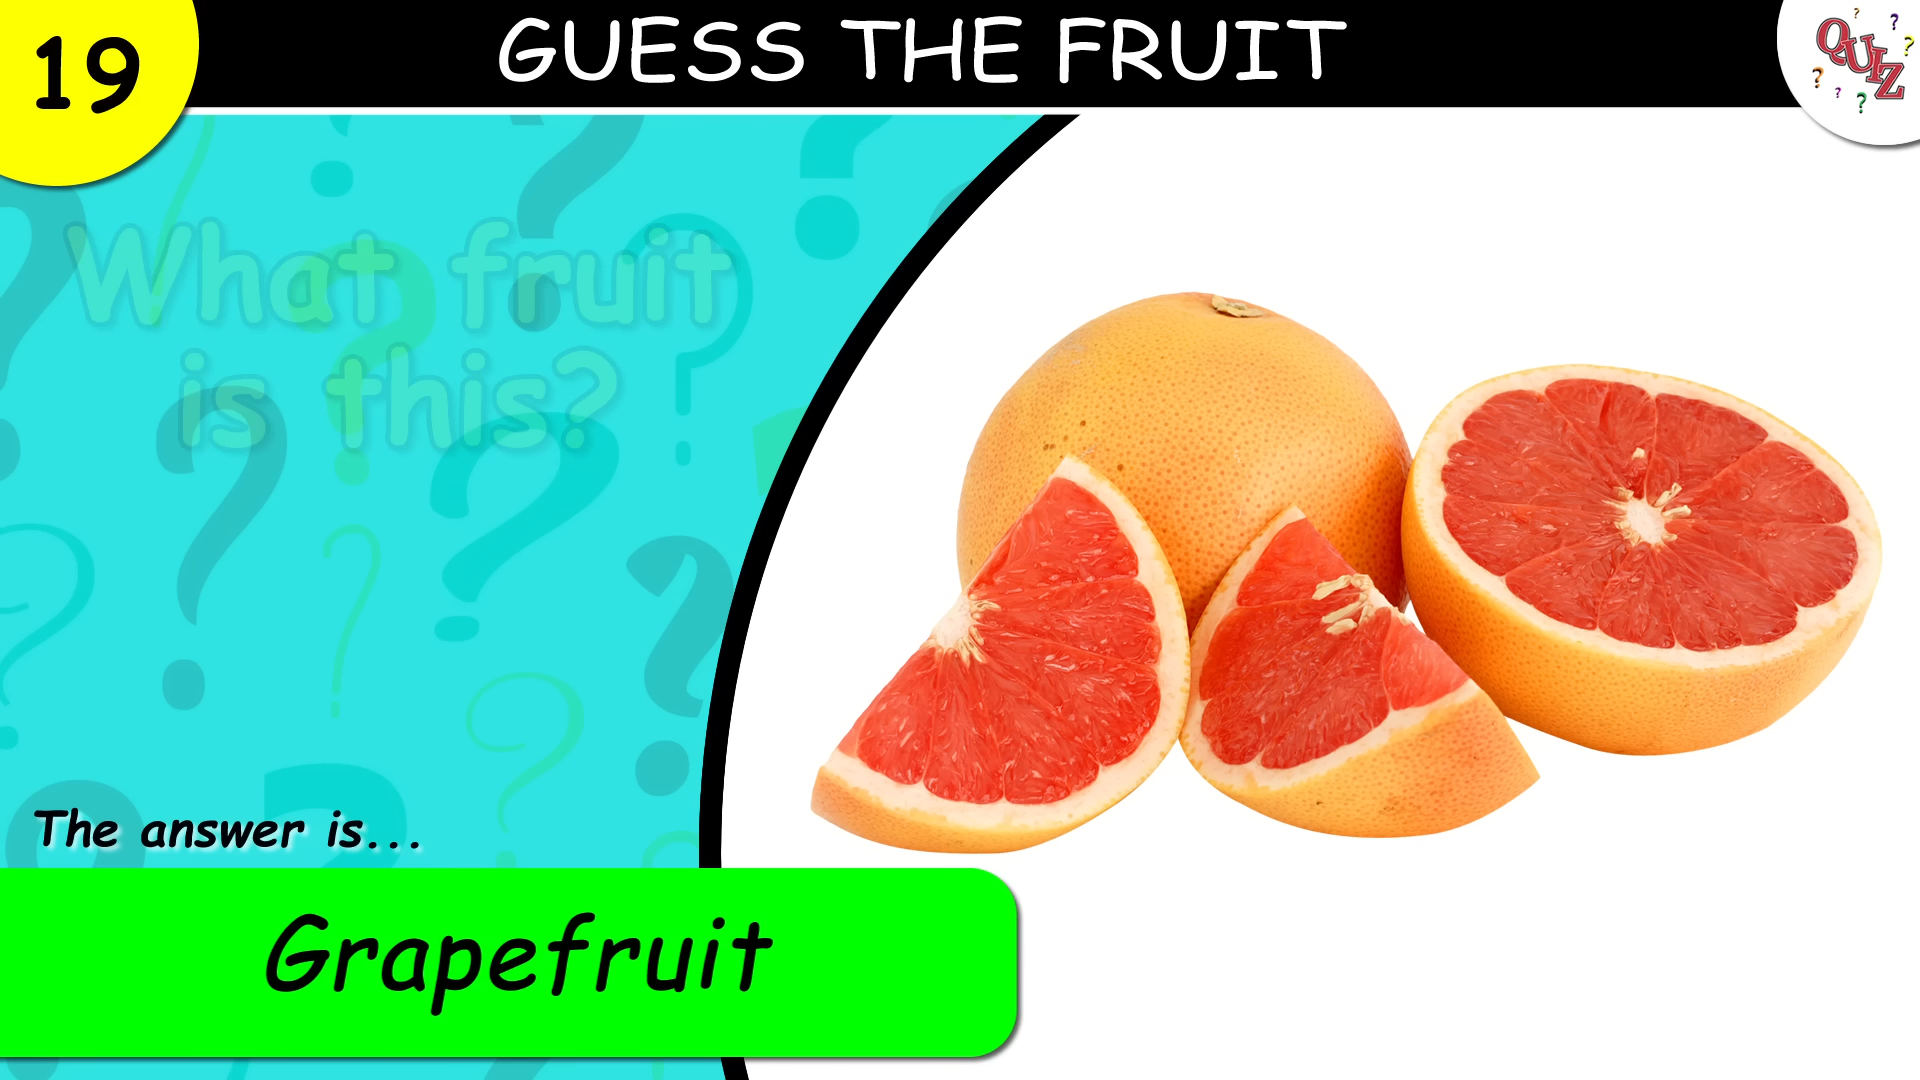 19
GUESS THE FRUIT
QUIZ
What fruit
is this?
The answer is...
Grapefruit